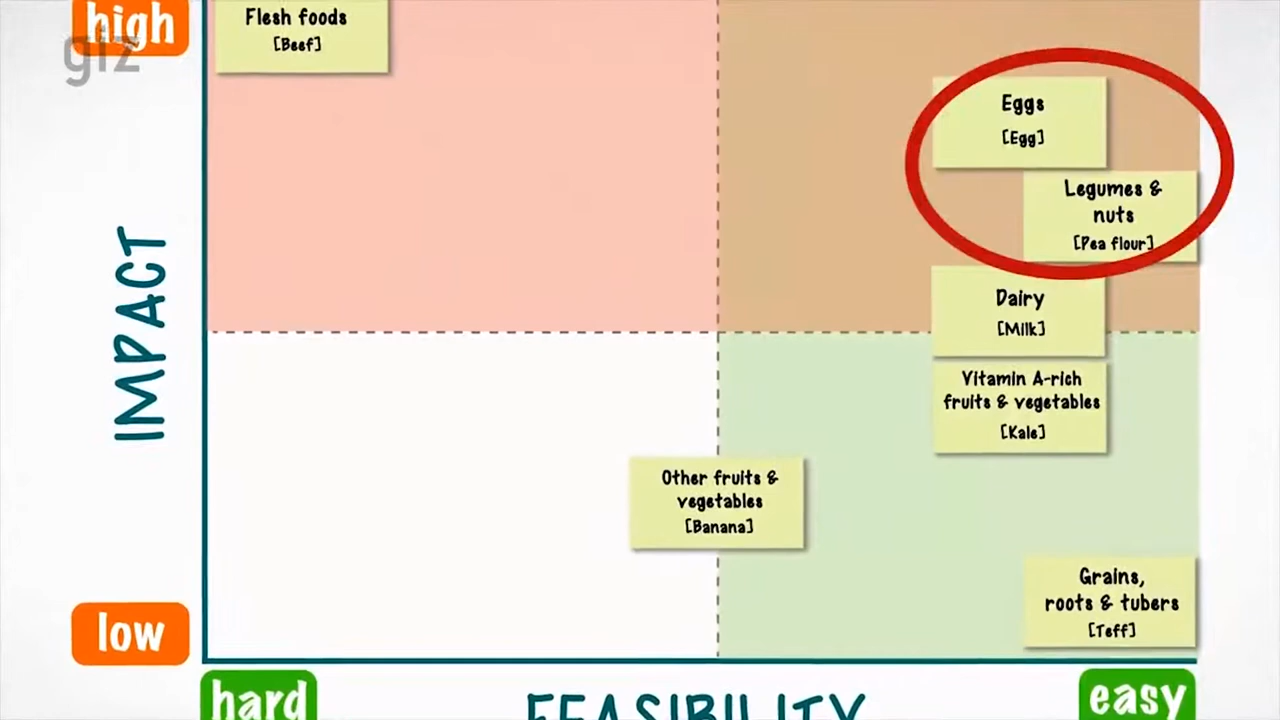 high
giz
Flesh foods
[Beef]
Eggs
[Egg]
Legumes &
nuts
[Pea flour]
Dairy
[Milk]
Vitamin A-rich
fruits & vegetables
[Kale]
Other fruits &
vegetables
[Banana]
Grains,
roots & tubers
[Teff]
IMPACT
low
hard
FEASIBILITY
easy